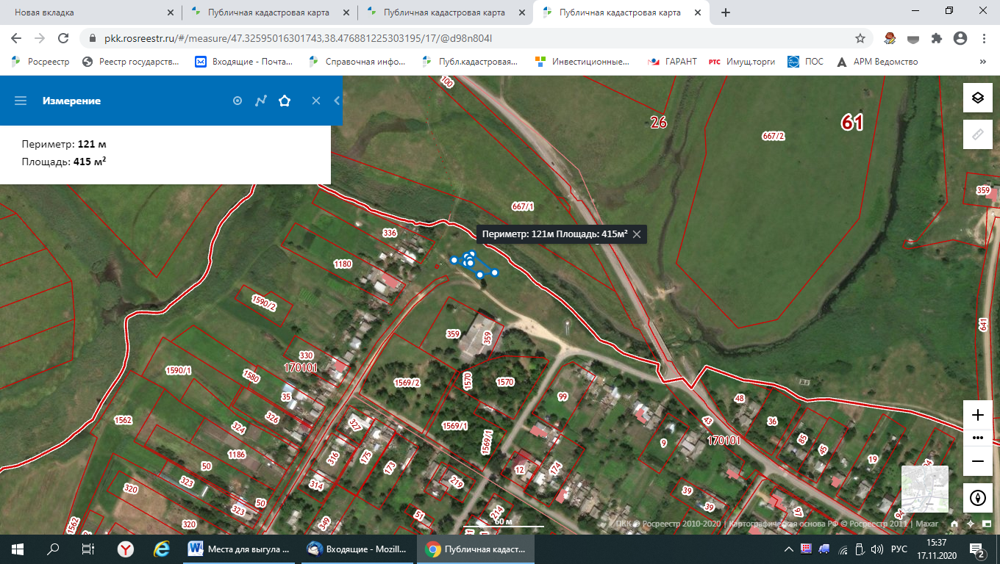 Новая вкладка
Публичная кадастровая карта
Публичная кадастровая карта
Публичная кадастровая карта
pkk.rosreestr.ru/#/measure/47.32595016301743,38.476881225303195/17/@d98n804l
Росреестр
Реестр государств...
Входящие - Почта...
Справочная инфо...
Публ.кадастровая...
Инвестиционные...
ГАРАНТ
РТС Имущ.торги
ПОС
АРМ Ведомство
»
Измерение
Периметр: 121 м
Площадь: 415 м²
100
26
61
667/2
359
667/1
336
Периметр: 121м Площадь: 415м²
1180
1590/2
641
359
359
330
170101
1590/1
1580
1569/2
1570
1570
35
99
48
1562
326
36
324
327
1569/1
43
170101
1569/1
9
85
45
1186
316
175
173
19
50
12
174
320
323
314
219
39
39
323
50
51
97
214
320
349
1562
60 м
ПКК © Росреестр 2010-2020 | Картографическая основа РФ © Росреестр 2011 | Maxar
Места для выгула ...
Входящие - Mozill...
Публичная кадаст...
РУС
15:37
17.11.2020
2